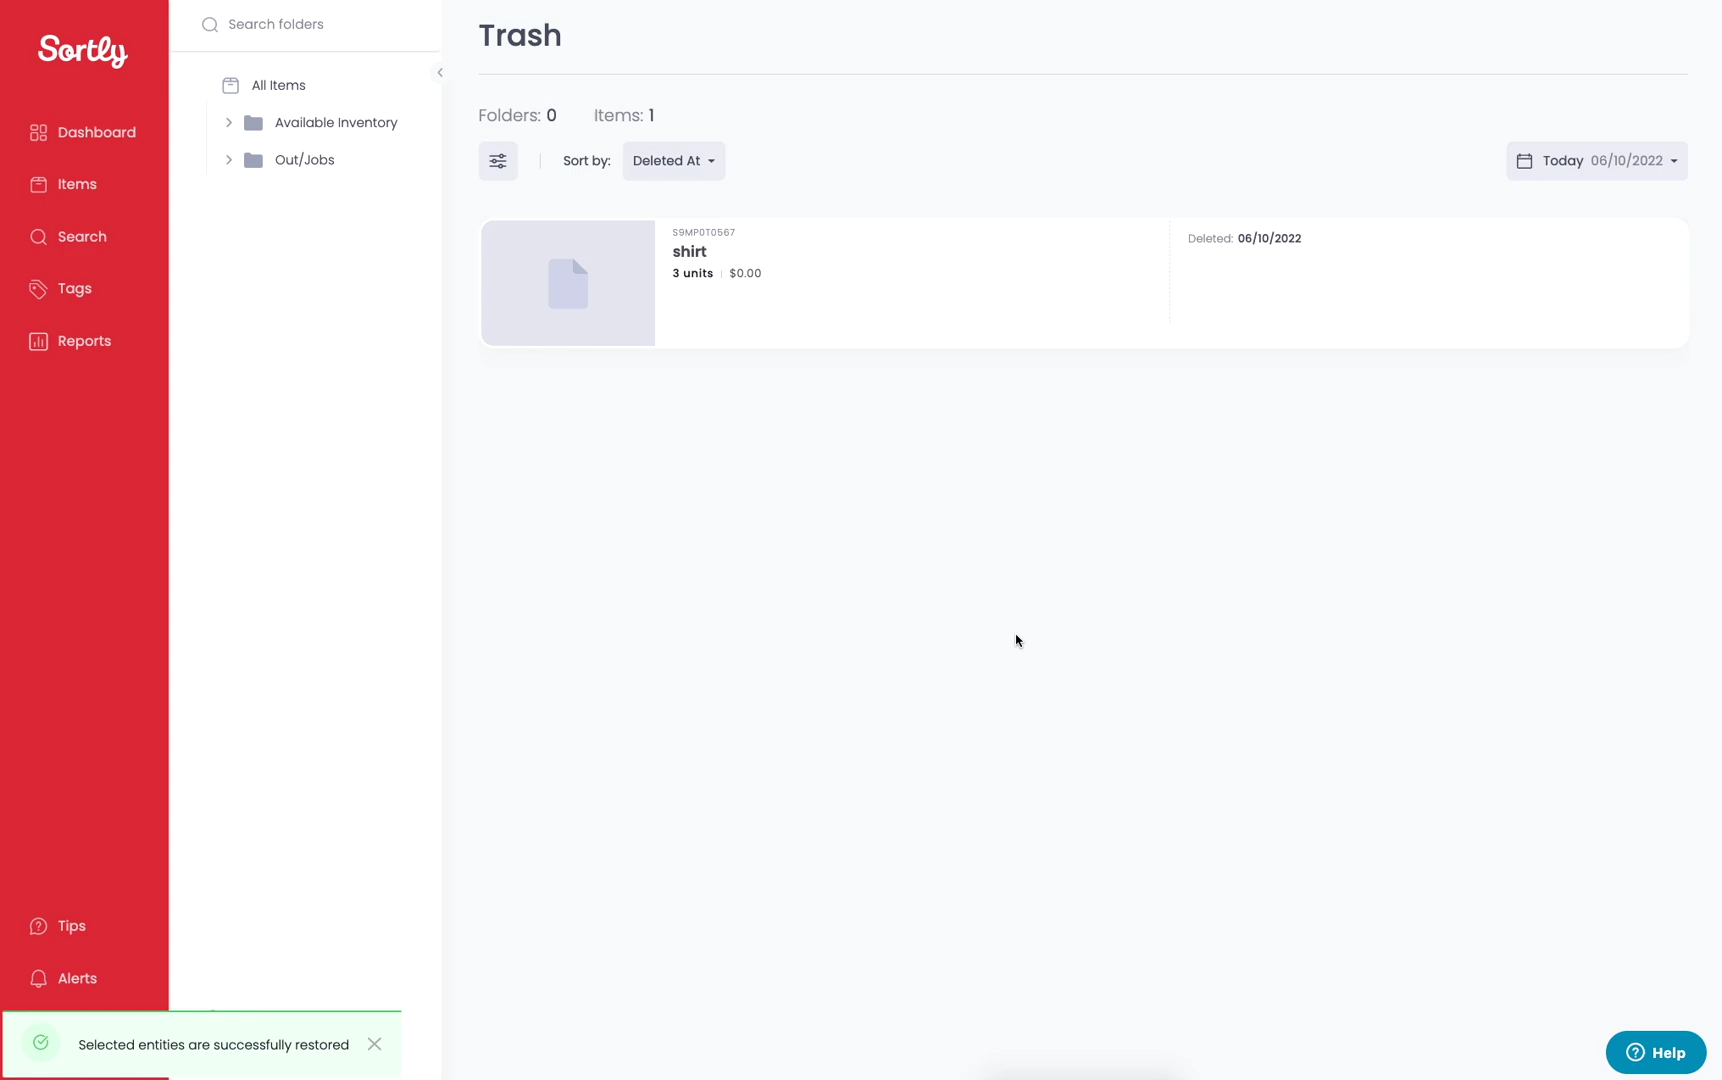 Sortly
Dashboard
Items
Search
Tags
Reports
Tips
Alerts
Search folders
All Items
Available Inventory
Out/Jobs
Trash
Folders: 0 Items: 1
Sort by: Deleted At
Today 06/10/2022
S9MP0T0567
shirt
3 units $0.00
Deleted: 06/10/2022
Selected entities are successfully restored
Help